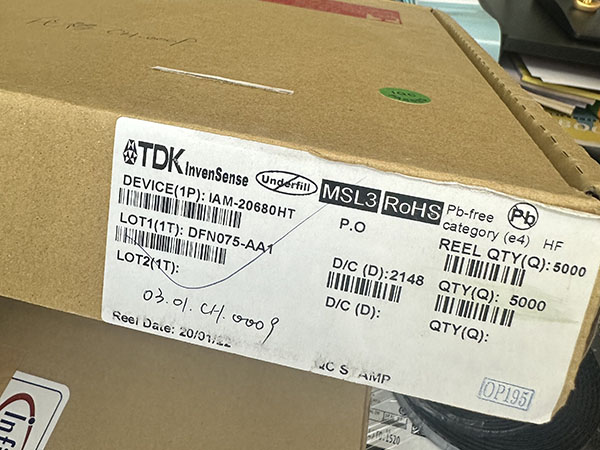 TDK InvenSense
Underfill
MSL3
RoHS
Pb-free
category (e4) HF
Pb
DEVICE(1P): IAM-20680HT
LOT1(1T): DFN075-AA1
LOT2(1T):
P.O
D/C (D):2148
D/C (D):
REEL QTY(Q): 5000
QTY(Q): 5000
QTY(Q):
03.01.CH.0009
Reel Date: 20/01/22
QC STAMP
OP195
Infi